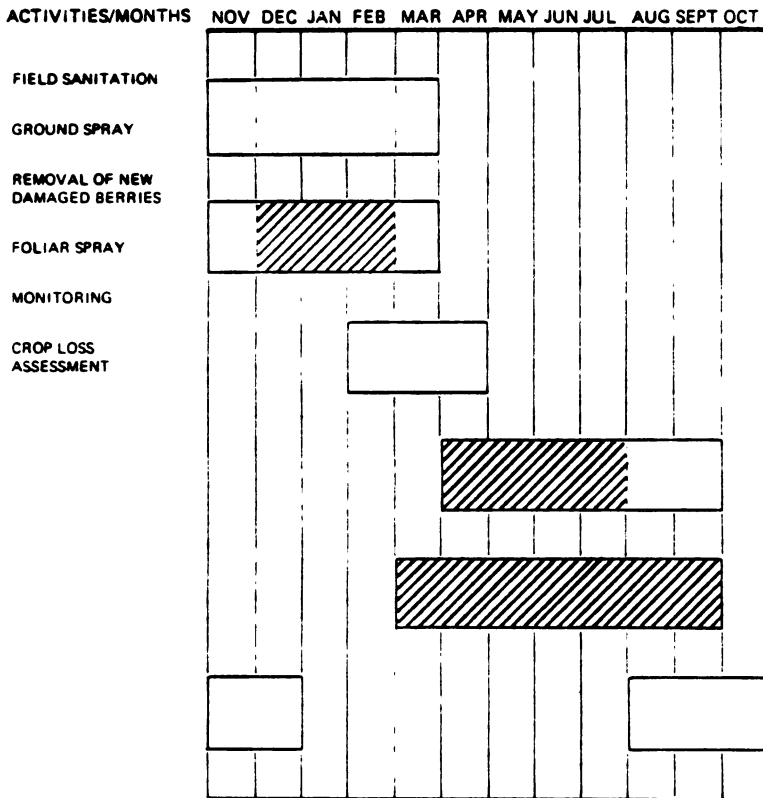 ACTIVITIES/MONTHS NOV DEC JAN FEB MAR APR MAY JUN JUL AUG SEPT OCT
FIELD SANITATION
GROUND SPRAY
REMOVAL OF NEW
DAMAGED BERRIES
FOLIAR SPRAY
MONITORING
CROP LOSS
ASSESSMENT